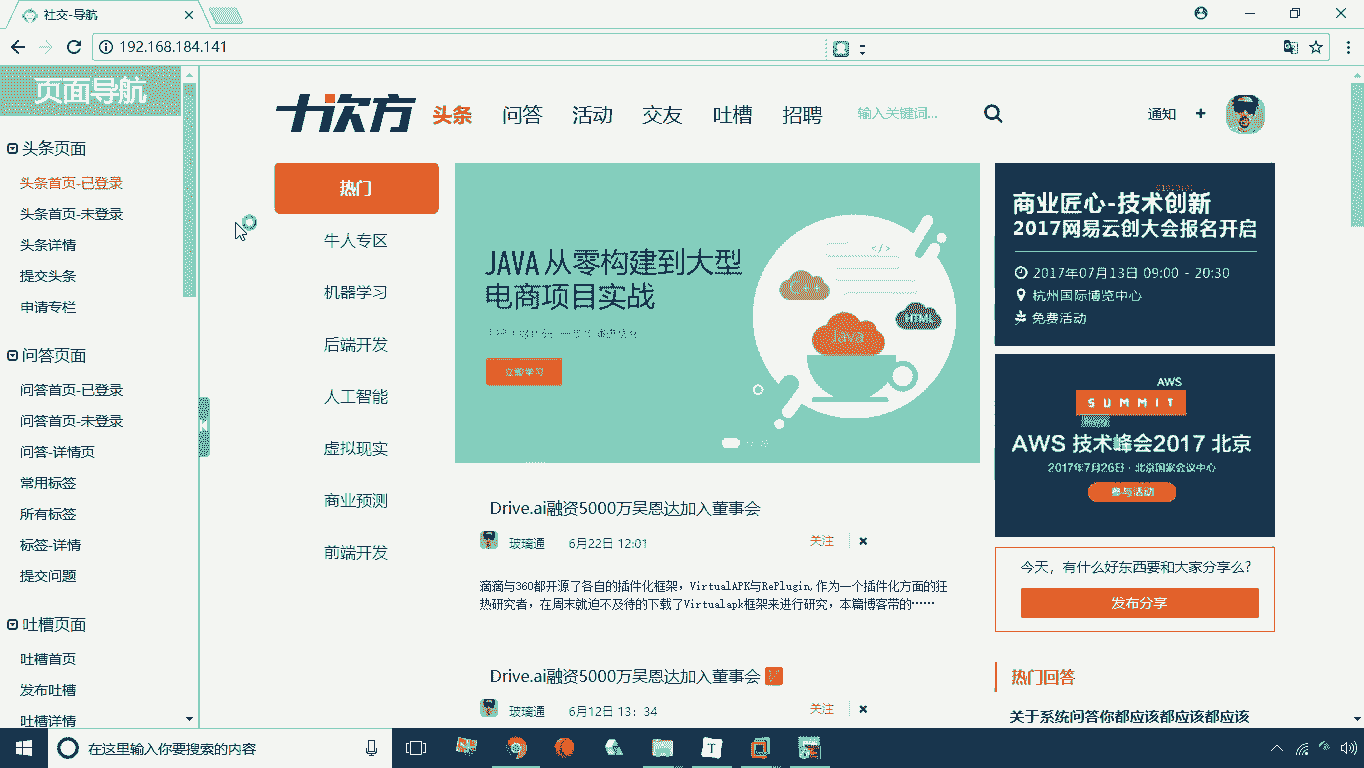 社交-导航
192.168.184.141
页面导航
头条页面
头条首页-已登录
头条首页-未登录
头条详情
提交头条
申请专栏
问答页面
问答首页-已登录
问答首页-未登录
问答-详情页
常用标签
所有标签
标签-详情
提交问题
吐槽页面
吐槽首页
发布吐槽
吐槽详情
十次方 头条 问答 活动 交友 吐槽 招聘 输入关键词... 通知 +
热门
牛人专区
机器学习
后端开发
人工智能
虚拟现实
商业预测
前端开发
JAVA 从零构建到大型
电商项目实战
立即学习
</>
Java
HTML
Drive.ai融资5000万吴恩达加入董事会
玻璃通 6月22日 12:01 关注
滴滴与360都开源了各自的插件化框架，VirtualAPK与RePlugin,作为一个插件化方面的狂
热研究者，在周末就迫不及待的下载了Virtualapk框架来进行研究，本篇博客带的……
Drive.ai融资5000万吴恩达加入董事会
玻璃通 6月12日 13：34 关注
商业匠心-技术创新
2017网易云创大会报名开启
2017年07月13日 09:00 - 20:30
杭州国际博览中心
免费活动
AWS
SUMMIT
AWS 技术峰会2017 北京
2017年7月26日 · 北京国家会议中心
参与活动
今天，有什么好东西要和大家分享么？
发布分享
热门回答
关于系统问答你都应该都应该都应该
在这里输入你要搜索的内容